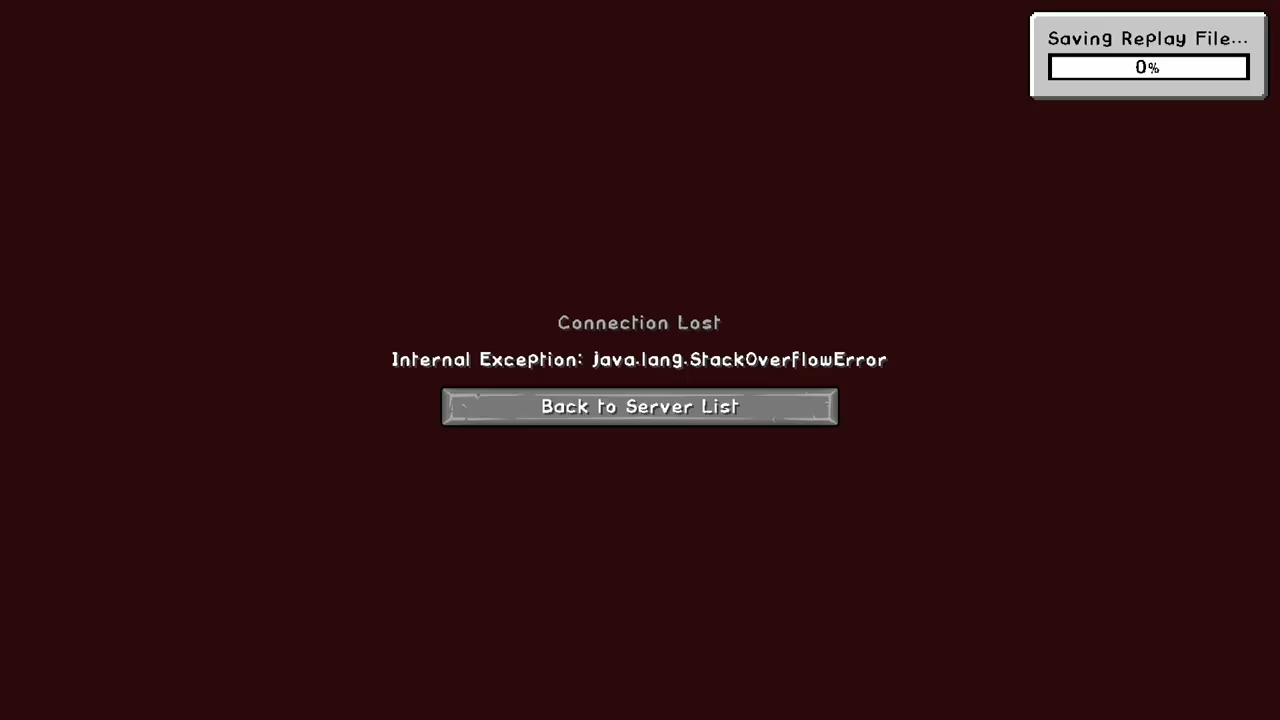 Saving Replay File...
0%
Connection Lost
Internal Exception: java.lang.StackOverflowError
Back to Server List